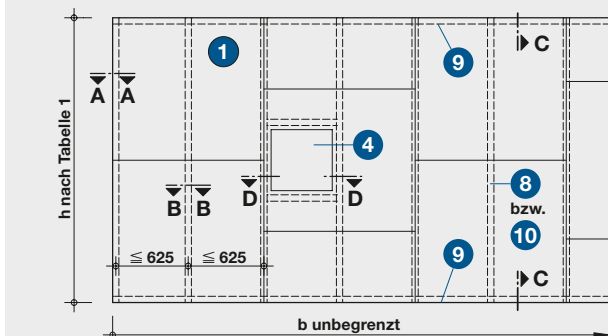 1
9
C
A A
4
h nach Tabelle 1
8
B B
D D
bzw.
10
9
C
≦ 625
≦ 625
b unbegrenzt